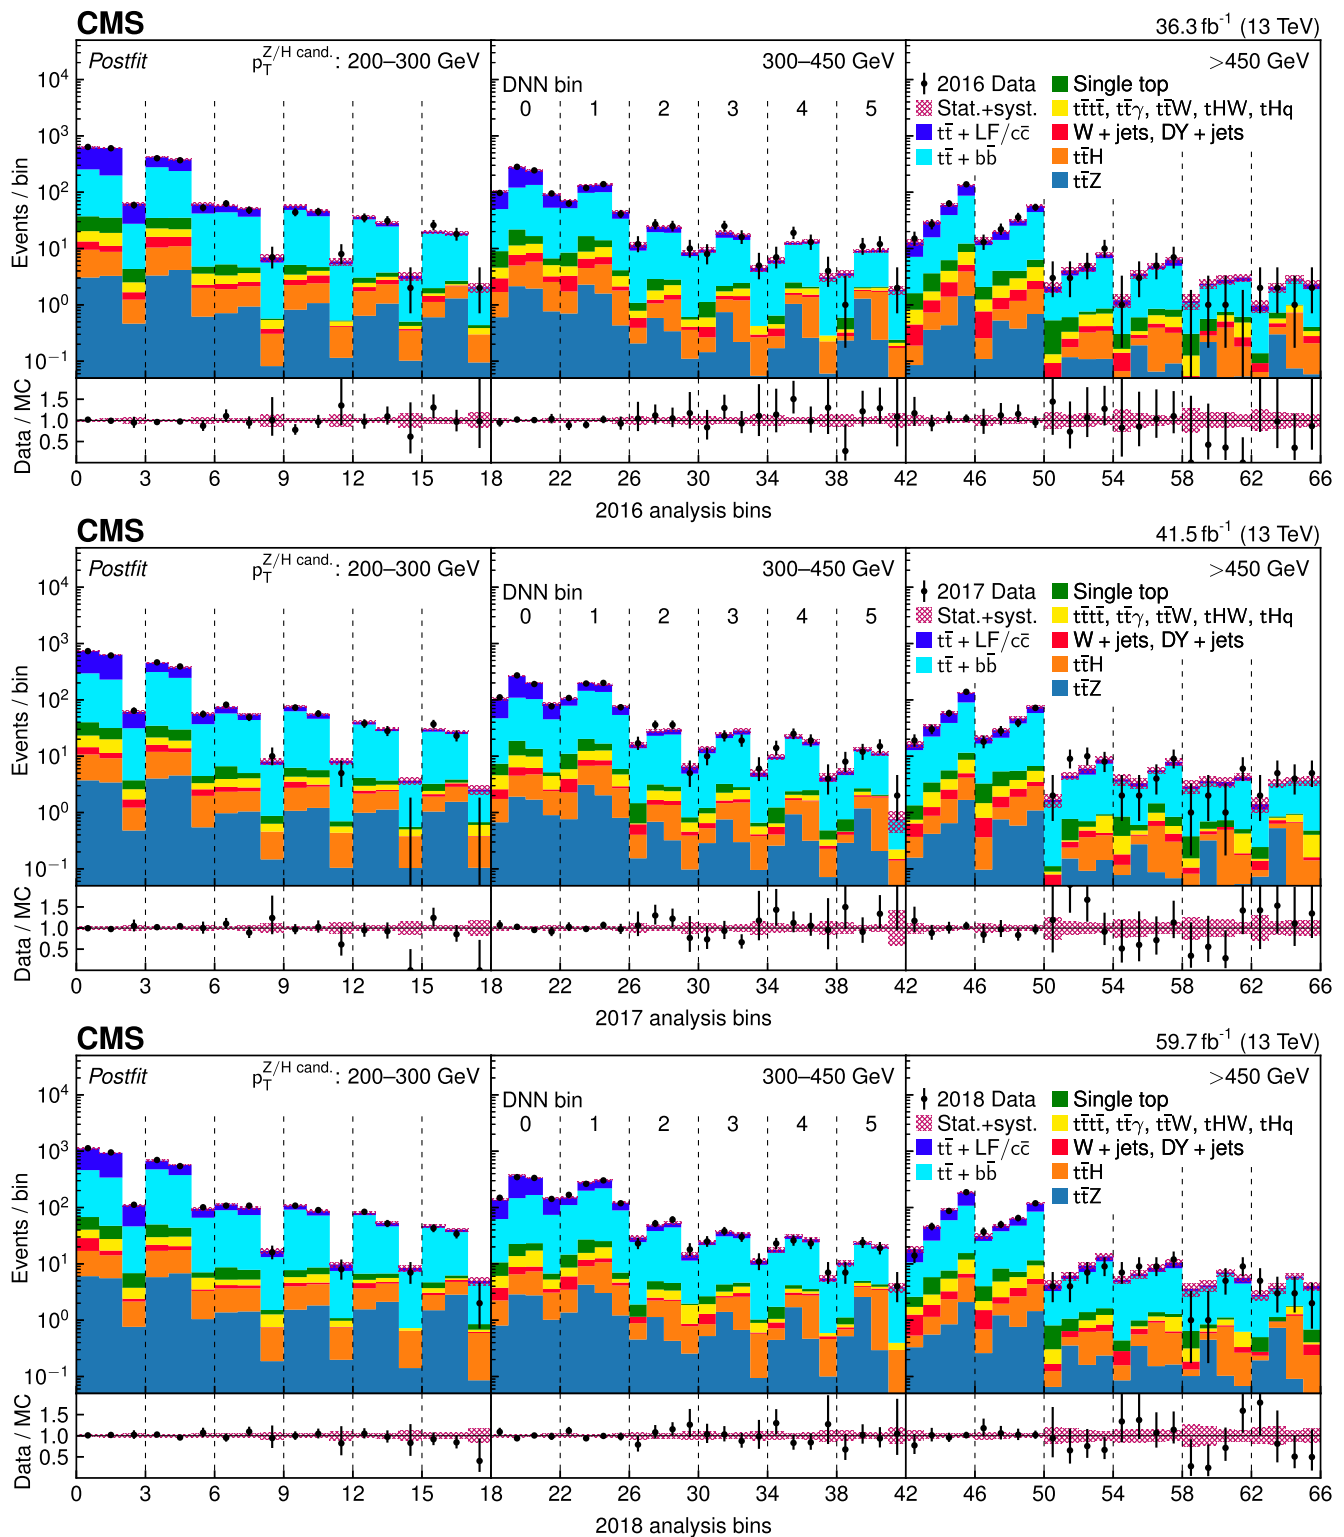 CMS 36.3 fb⁻¹ (13 TeV)
Postfit p_T^{Z/H cand.}: 200–300 GeV 300–450 GeV >450 GeV
DNN bin
0 1 2 3 4 5
2016 Data Single top
Stat.+syst. tt̄tt̄, tt̄γ, tt̄W, tHW, tHq
tt̄ + LF/cc̄ W + jets, DY + jets
tt̄ + bb̄ tt̄H
tt̄Z
Events / bin
10⁴
10³
10²
10¹
10⁰
10⁻¹
Data / MC
1.5
1.0
0.5
0 3 6 9 12 15 18 22 26 30 34 38 42 46 50 54 58 62 66
2016 analysis bins
CMS 41.5 fb⁻¹ (13 TeV)
Postfit p_T^{Z/H cand.}: 200–300 GeV 300–450 GeV >450 GeV
DNN bin
0 1 2 3 4 5
2017 Data Single top
Stat.+syst. tt̄tt̄, tt̄γ, tt̄W, tHW, tHq
tt̄ + LF/cc̄ W + jets, DY + jets
tt̄ + bb̄ tt̄H
tt̄Z
Events / bin
10⁴
10³
10²
10¹
10⁰
10⁻¹
Data / MC
1.5
1.0
0.5
0 3 6 9 12 15 18 22 26 30 34 38 42 46 50 54 58 62 66
2017 analysis bins
CMS 59.7 fb⁻¹ (13 TeV)
Postfit p_T^{Z/H cand.}: 200–300 GeV 300–450 GeV >450 GeV
DNN bin
0 1 2 3 4 5
2018 Data Single top
Stat.+syst. tt̄tt̄, tt̄γ, tt̄W, tHW, tHq
tt̄ + LF/cc̄ W + jets, DY + jets
tt̄ + bb̄ tt̄H
tt̄Z
Events / bin
10⁴
10³
10²
10¹
10⁰
10⁻¹
Data / MC
1.5
1.0
0.5
0 3 6 9 12 15 18 22 26 30 34 38 42 46 50 54 58 62 66
2018 analysis bins